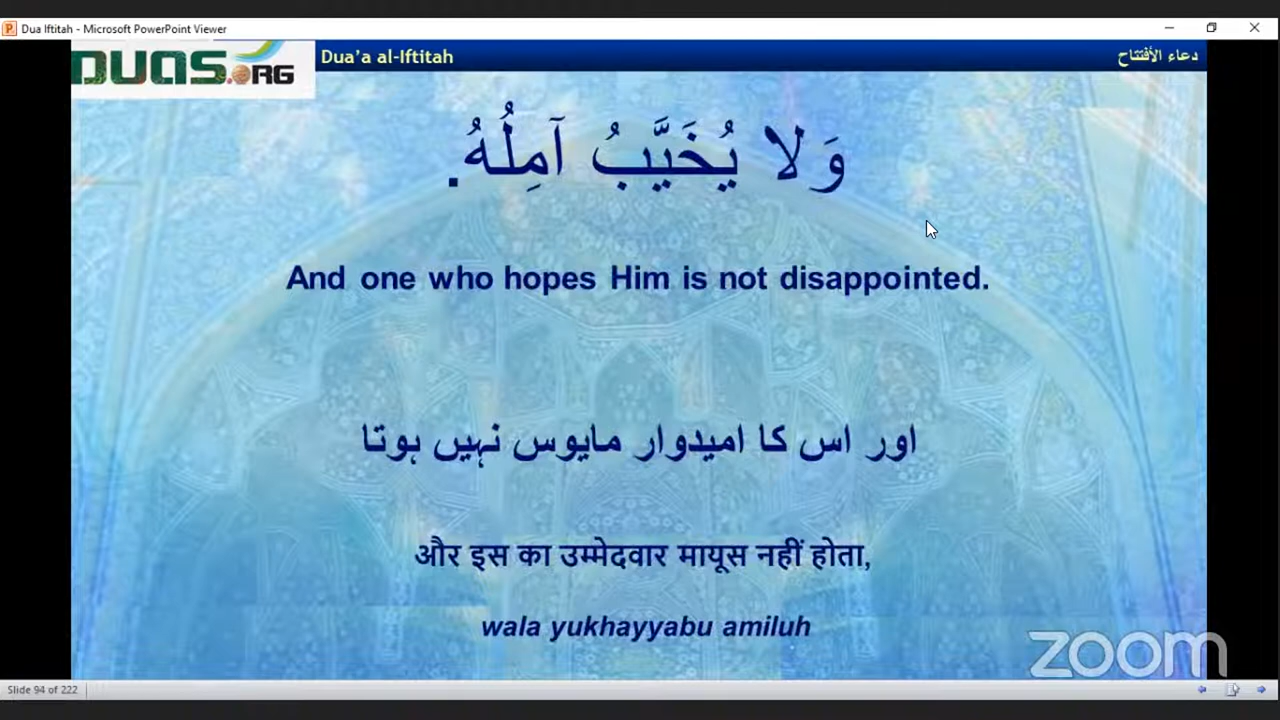 Dua Iftitah - Microsoft PowerPoint Viewer
DUAS.ORG
Dua’a al-Iftitah
دعاء الأفتتاح
وَلا يُخَيَّبُ آمِلُهُ.
And one who hopes Him is not disappointed.
اور اس کا امیدوار مایوس نہیں ہوتا
और इस का उम्मेदवार मायूस नहीं होता,
wala yukhayyabu amiluh
zoom
Slide 94 of 222